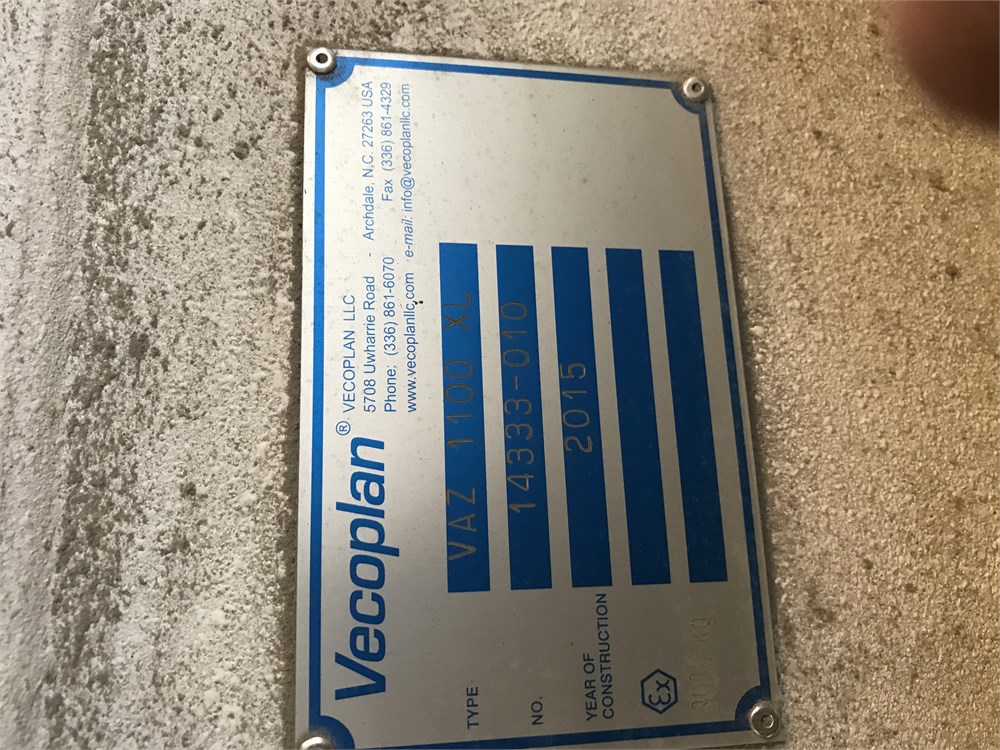 Vecoplan ® VECOPLAN LLC
5708 Uwharrie Road - Archdale, N.C. 27263 USA
Phone: (336) 861-6070 Fax (336) 861-4329
www.vecoplanllc.com e-mail: info@vecoplanllc.com
TYPE VAZ 1100 XL
NO. 14333-010
YEAR OF
CONSTRUCTION 2015
Ex